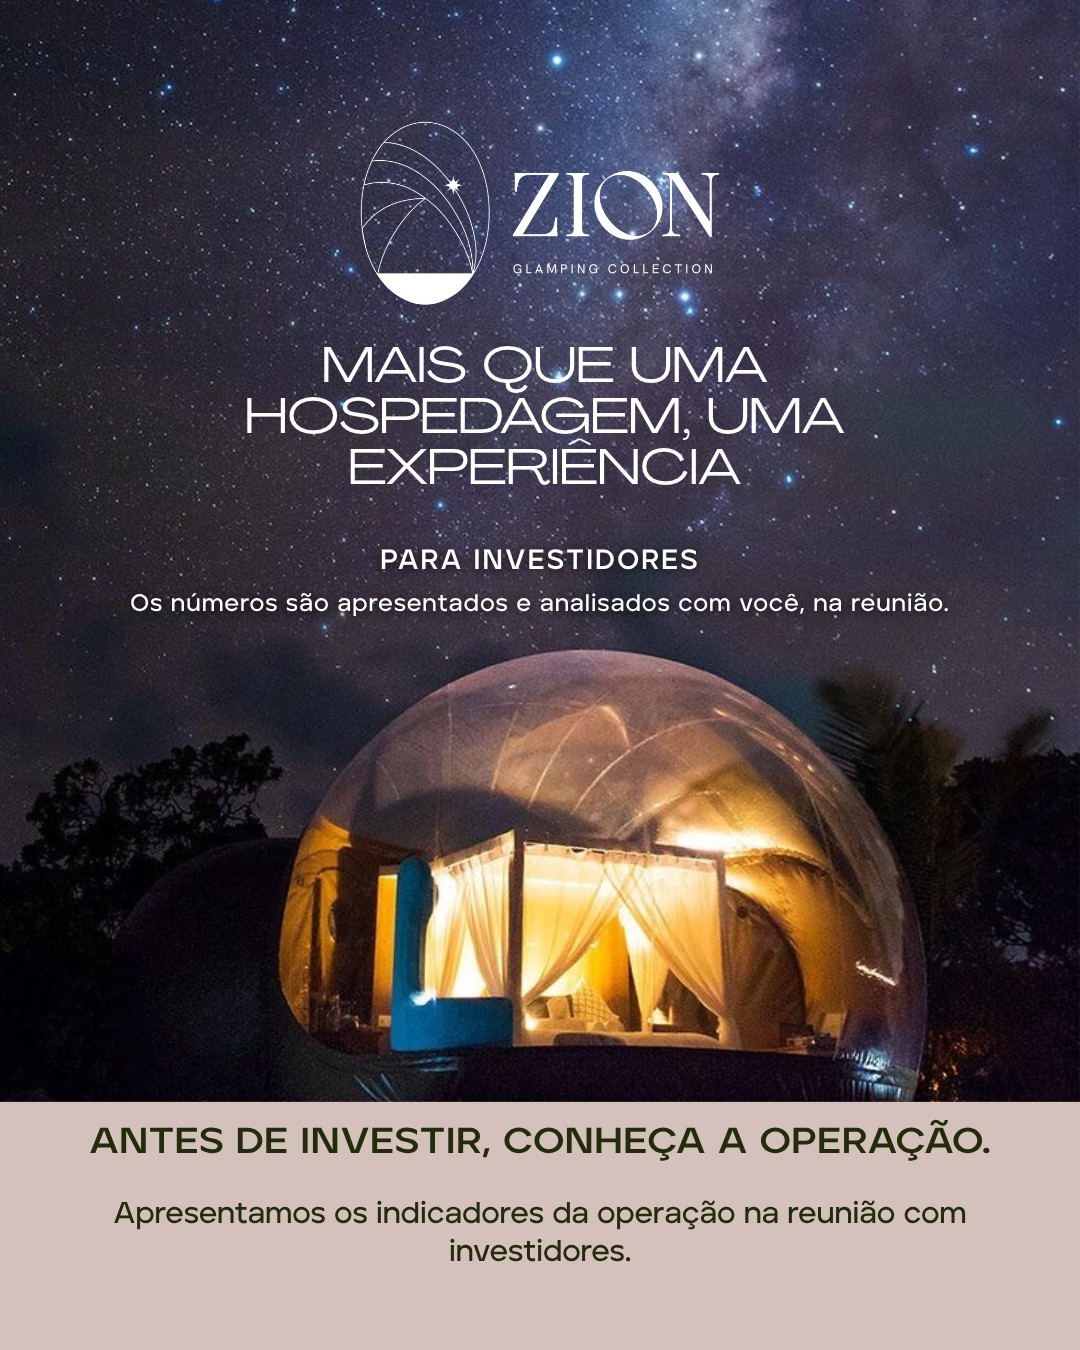 ZION
GLAMPING COLLECTION
MAIS QUE UMA
HOSPEDAGEM, UMA
EXPERIÊNCIA
PARA INVESTIDORES
Os números são apresentados e analisados com você, na reunião.
ANTES DE INVESTIR, CONHEÇA A OPERAÇÃO.
Apresentamos os indicadores da operação na reunião com
investidores.